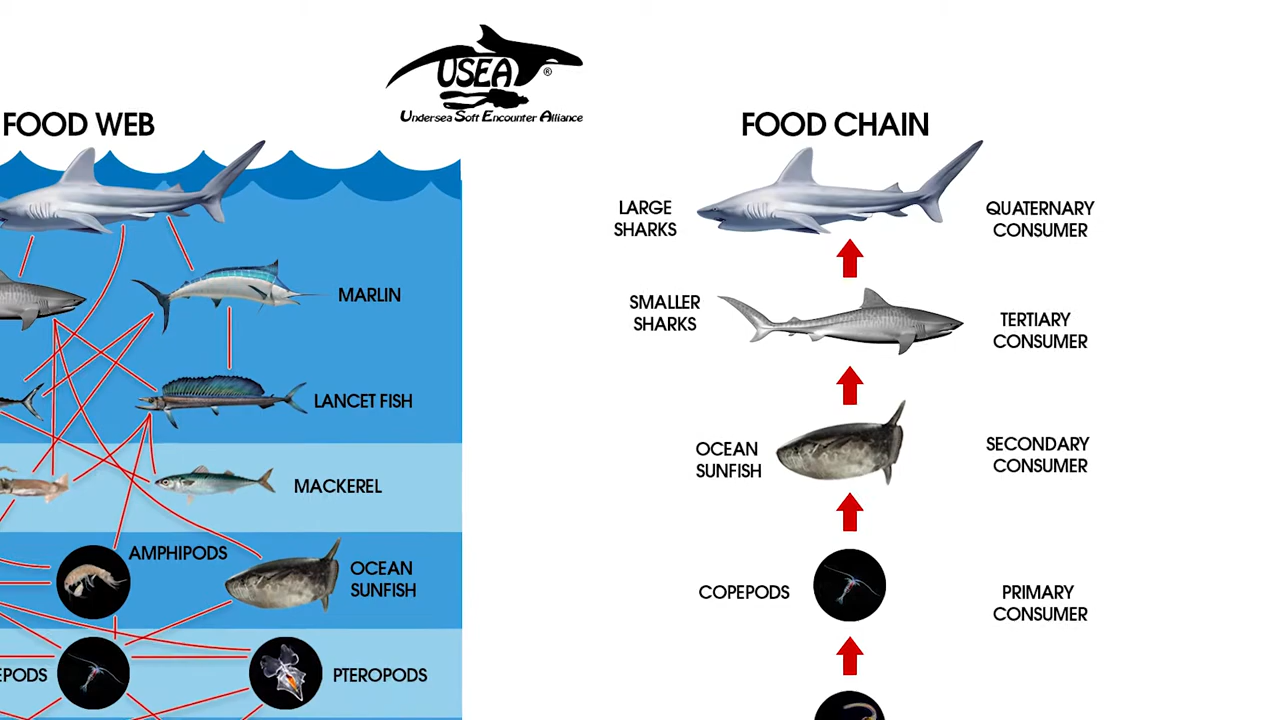 USEA®
Undersea Soft Encounter Alliance
FOOD WEB
MARLIN
LANCET FISH
MACKEREL
AMPHIPODS
OCEAN
SUNFISH
PTEROPODS
FOOD CHAIN
LARGE
SHARKS
QUATERNARY
CONSUMER
SMALLER
SHARKS
TERTIARY
CONSUMER
OCEAN
SUNFISH
SECONDARY
CONSUMER
COPEPODS
PRIMARY
CONSUMER